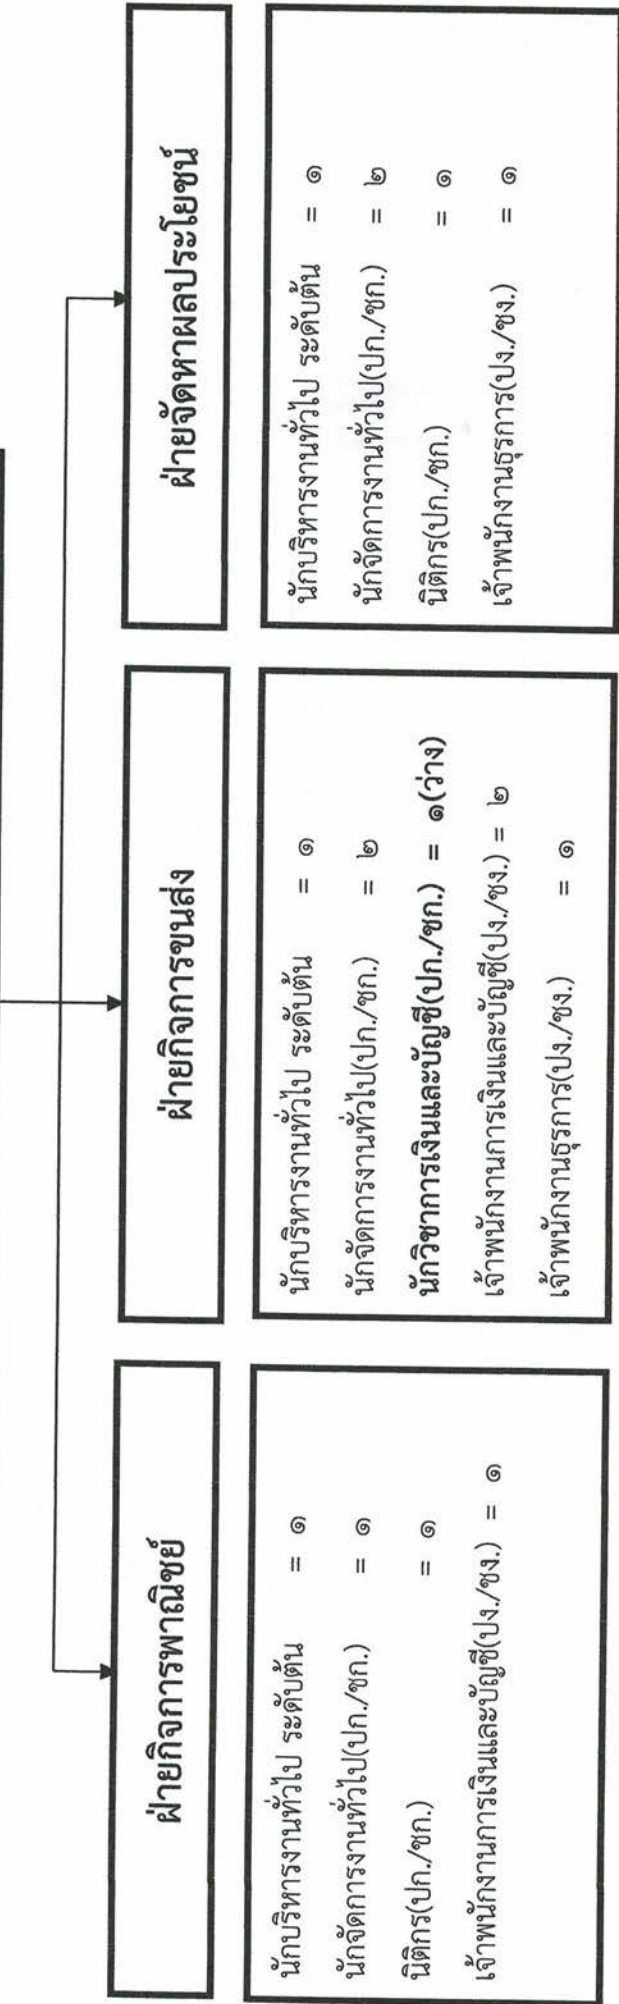 ฝ่ายกิจการพาณิชย์
นักบริหารงานทั่วไป ระดับต้น = ๑
นักจัดการงานทั่วไป(ปก./ชก.) = ๑
นิติกร(ปก./ชก.) = ๑
เจ้าพนักงานการเงินและบัญชี(ปง./ชง.) = ๑
ฝ่ายกิจการขนส่ง
นักบริหารงานทั่วไป ระดับต้น = ๑
นักจัดการงานทั่วไป(ปก./ชก.) = ๒
นักวิชาการเงินและบัญชี(ปก./ชก.) = ๑(ว่าง)
เจ้าพนักงานการเงินและบัญชี(ปง./ชง.) = ๒
เจ้าพนักงานธุรการ(ปง./ชง.) = ๑
ฝ่ายจัดหาผลประโยชน์
นักบริหารงานทั่วไป ระดับต้น = ๑
นักจัดการงานทั่วไป(ปก./ชก.) = ๒
นิติกร(ปก./ชก.) = ๑
เจ้าพนักงานธุรการ(ปง./ชง.) = ๑